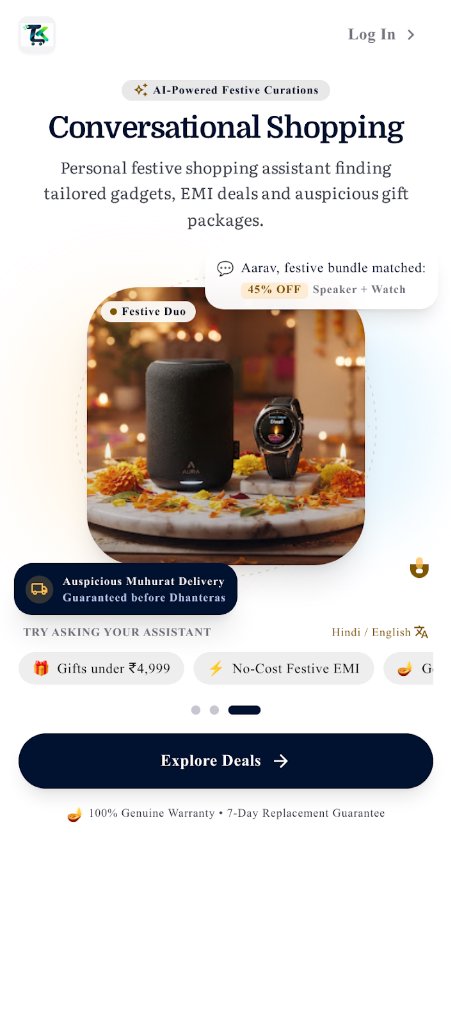 Log In
AI-Powered Festive Curations
Conversational Shopping
Personal festive shopping assistant finding
tailored gadgets, EMI deals and auspicious gift
packages.
💬 Aarav, festive bundle matched:
45% OFF Speaker + Watch
Festive Duo
Diwali
AURA
Auspicious Muhurat Delivery
Guaranteed before Dhanteras
TRY ASKING YOUR ASSISTANT
Hindi / English
🎁 Gifts under ₹4,999
⚡ No-Cost Festive EMI
🪔
Explore Deals →
🪔 100% Genuine Warranty • 7-Day Replacement Guarantee